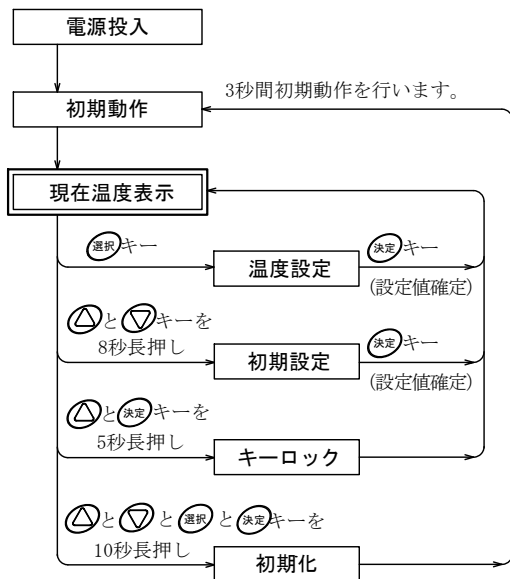 電源投入
3秒間初期動作を行います。
初期動作
現在温度表示
選択キー
決定キー
温度設定
(設定値確定)
△と▽キーを
8秒長押し
決定キー
初期設定
(設定値確定)
△と決定キーを
5秒長押し
キーロック
△と▽と選択と決定キーを
10秒長押し
初期化